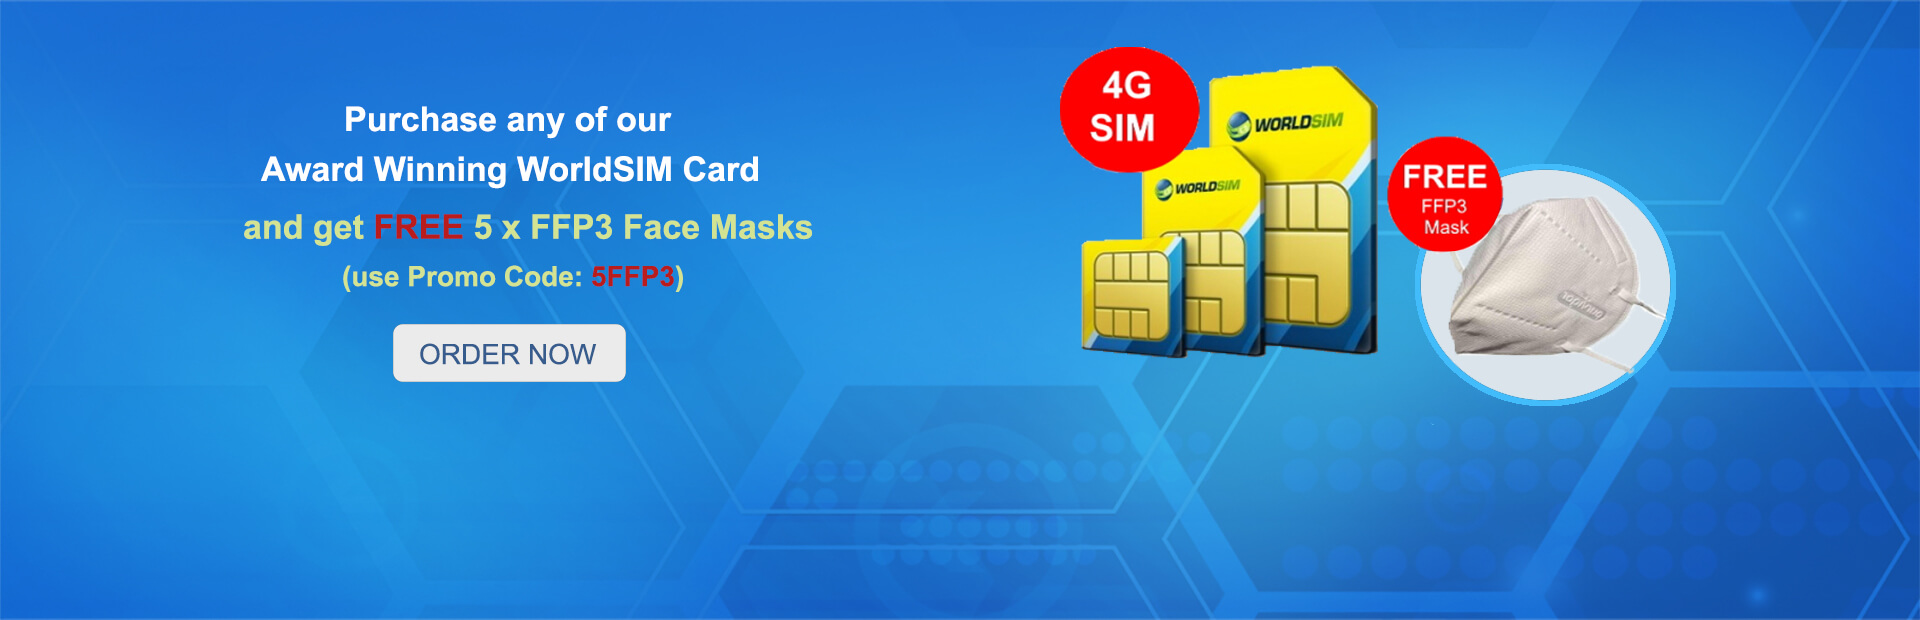 Purchase any of our
Award Winning WorldSIM Card
and get FREE 5 x FFP3 Face Masks
(use Promo Code: 5FFP3)
ORDER NOW
4G
SIM
WORLDSIM
WORLDSIM
FREE
FFP3
Mask